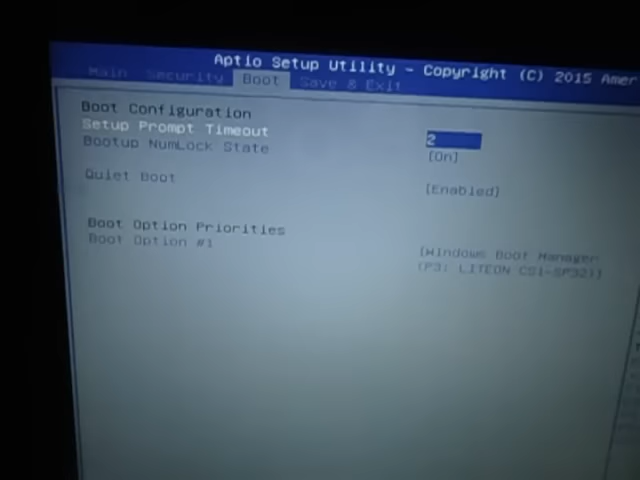 Aptio Setup Utility - Copyright (C) 2015 Amer
Main Security Boot Save & Exit
Boot Configuration
Setup Prompt Timeout 2
Bootup NumLock State [On]
Quiet Boot [Enabled]
Boot Option Priorities
Boot Option #1 [Windows Boot Manager
(P3: LITEON CS1-SP32)]